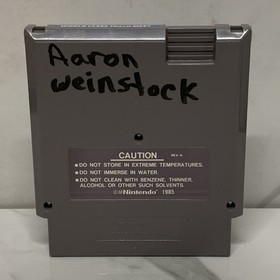 Aaron
weinstock
CAUTION
REV-A
●DO NOT STORE IN EXTREME TEMPERATURES.
●DO NOT IMMERSE IN WATER.
●DO NOT CLEAN WITH BENZENE, THINNER,
ALCOHOL OR OTHER SUCH SOLVENTS.
©®Nintendo® 1985